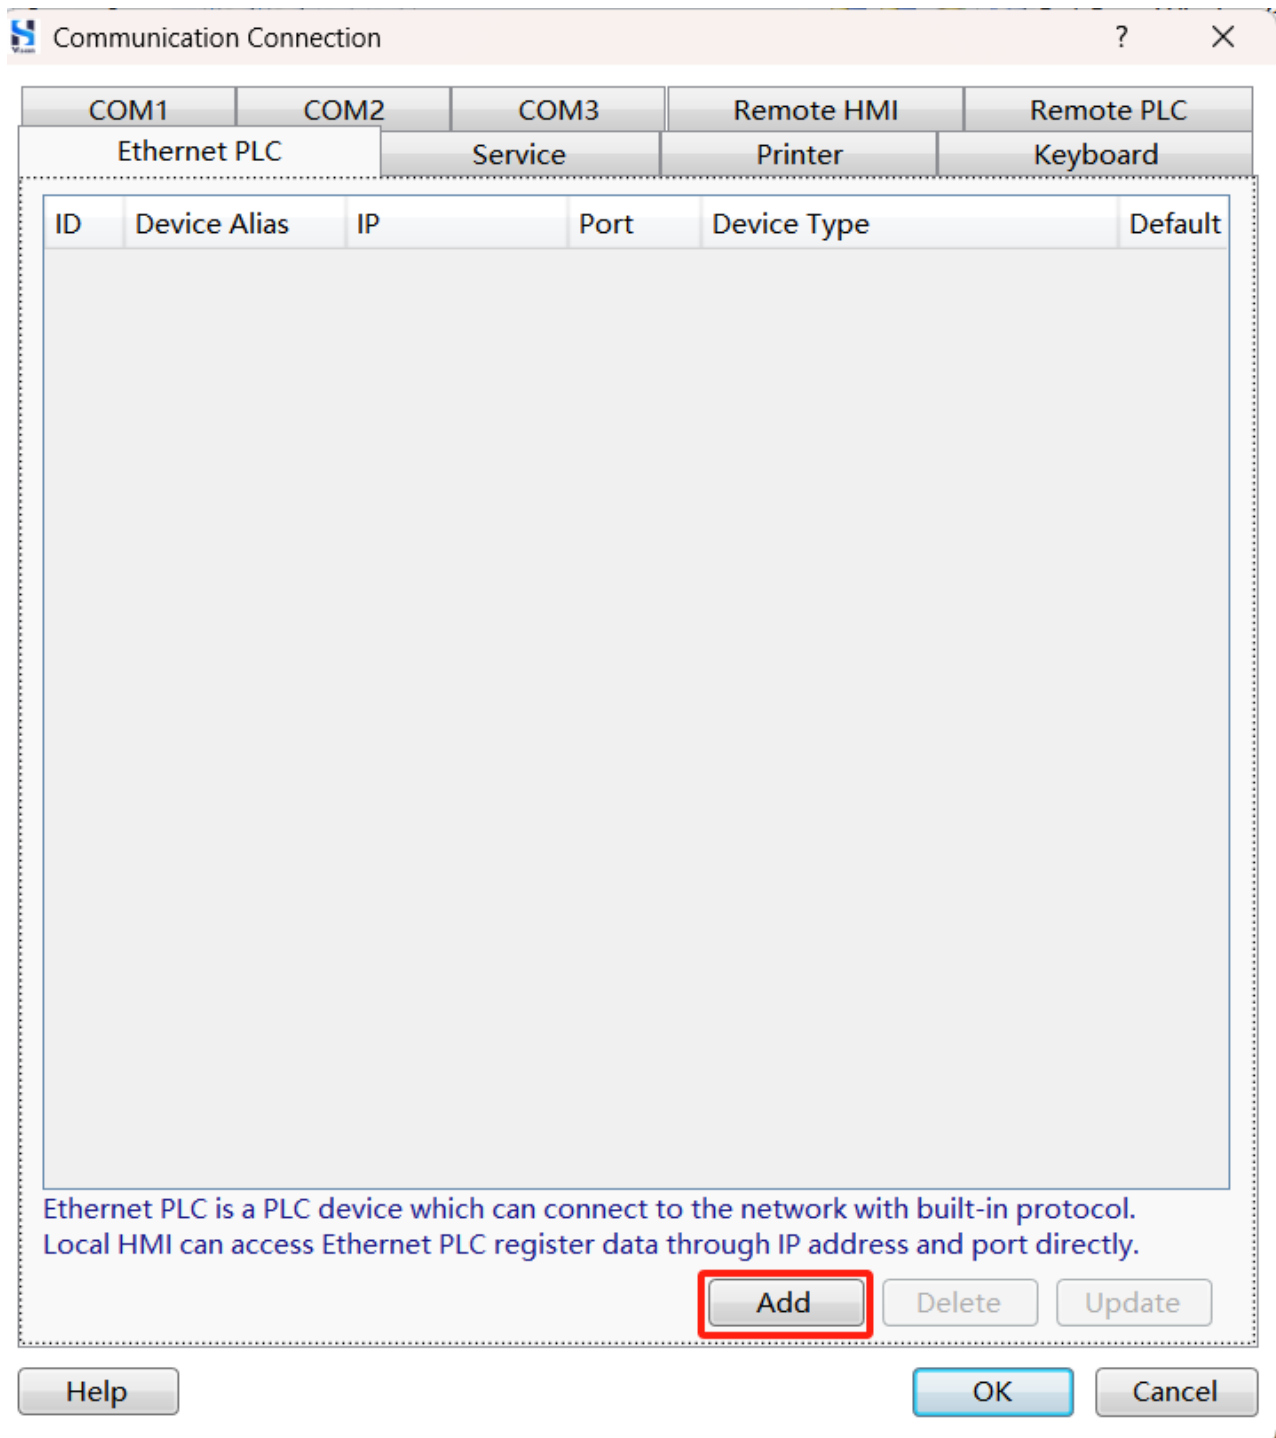 Communication Connection ?
COM1 COM2 COM3 Remote HMI Remote PLC
Ethernet PLC Service Printer Keyboard
ID Device Alias IP Port Device Type Default
Ethernet PLC is a PLC device which can connect to the network with built-in protocol.
Local HMI can access Ethernet PLC register data through IP address and port directly.
Add Delete Update
Help OK Cancel